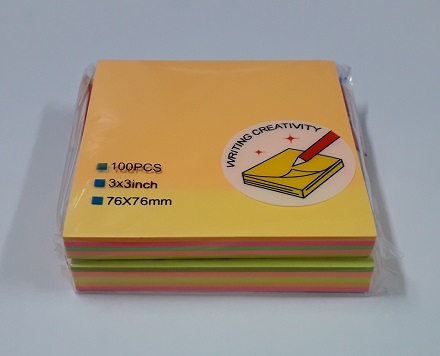 WRITING CREATIVITY
100PCS
3x3inch
76X76mm